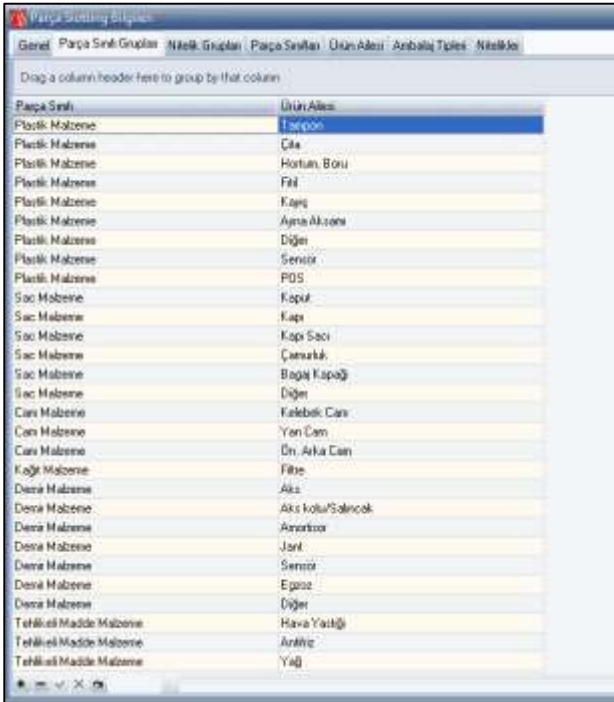 Parça Slotting Bilgileri
Genel Parça Sınıfı Grupları Nitelik Grupları Parça Sınıfları Ürün Ailesi Ambalaj Tipleri Nitelikler
Drag a column header here to group by that column
Parça Sınıfı Ürün Ailesi
Plastik Malzeme Tampon
Plastik Malzeme Çıta
Plastik Malzeme Hortum, Boru
Plastik Malzeme Fitil
Plastik Malzeme Kayış
Plastik Malzeme Ayna Aksamı
Plastik Malzeme Diğer
Plastik Malzeme Sensör
Plastik Malzeme POS
Sac Malzeme Kaput
Sac Malzeme Kapı
Sac Malzeme Kapı Sacı
Sac Malzeme Çamurluk
Sac Malzeme Bagaj Kapağı
Sac Malzeme Diğer
Cam Malzeme Kelebek Cam
Cam Malzeme Yan Cam
Cam Malzeme Ön, Arka Cam
Kağıt Malzeme Filtre
Demir Malzeme Aks
Demir Malzeme Aks kolu/Salıncak
Demir Malzeme Amortisör
Demir Malzeme Jant
Demir Malzeme Sensör
Demir Malzeme Egzoz
Demir Malzeme Diğer
Tehlikeli Madde Malzeme Hava Yastığı
Tehlikeli Madde Malzeme Antifriz
Tehlikeli Madde Malzeme Yağ